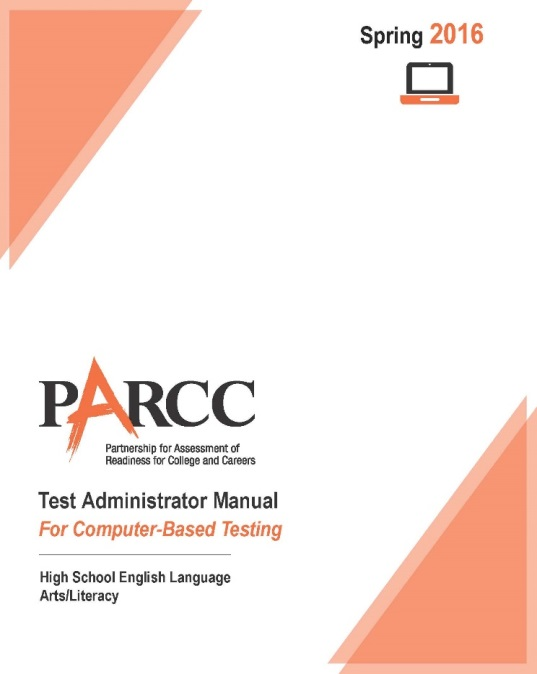 Spring 2016
PARCC
Partnership for Assessment of
Readiness for College and Careers
Test Administrator Manual
For Computer-Based Testing
High School English Language
Arts/Literacy